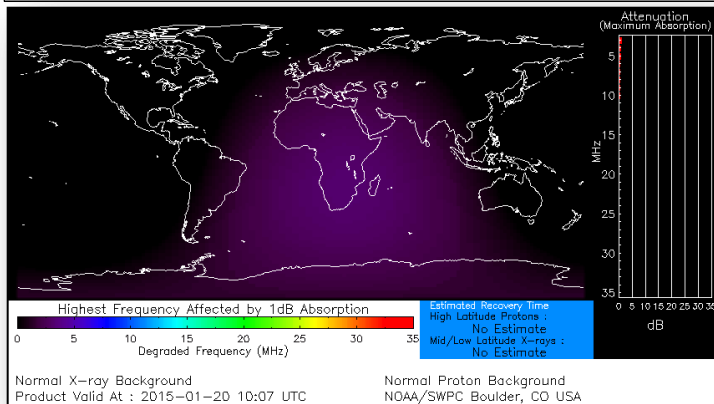 Attenuation
(Maximum Absorption)
5
10
15
20
25
30
35
MHz
0 5 10 15 20 25 30 35
dB
Highest Frequency Affected by 1dB Absorption
0 5 10 15 20 25 30 35
Degraded Frequency (MHz)
Estimated Recovery Time
High Latitude Protons :
No Estimate
Mid/Low Latitude X-rays :
No Estimate
Normal X-ray Background
Normal Proton Background
Product Valid At : 2015-01-20 10:07 UTC
NOAA/SWPC Boulder, CO USA